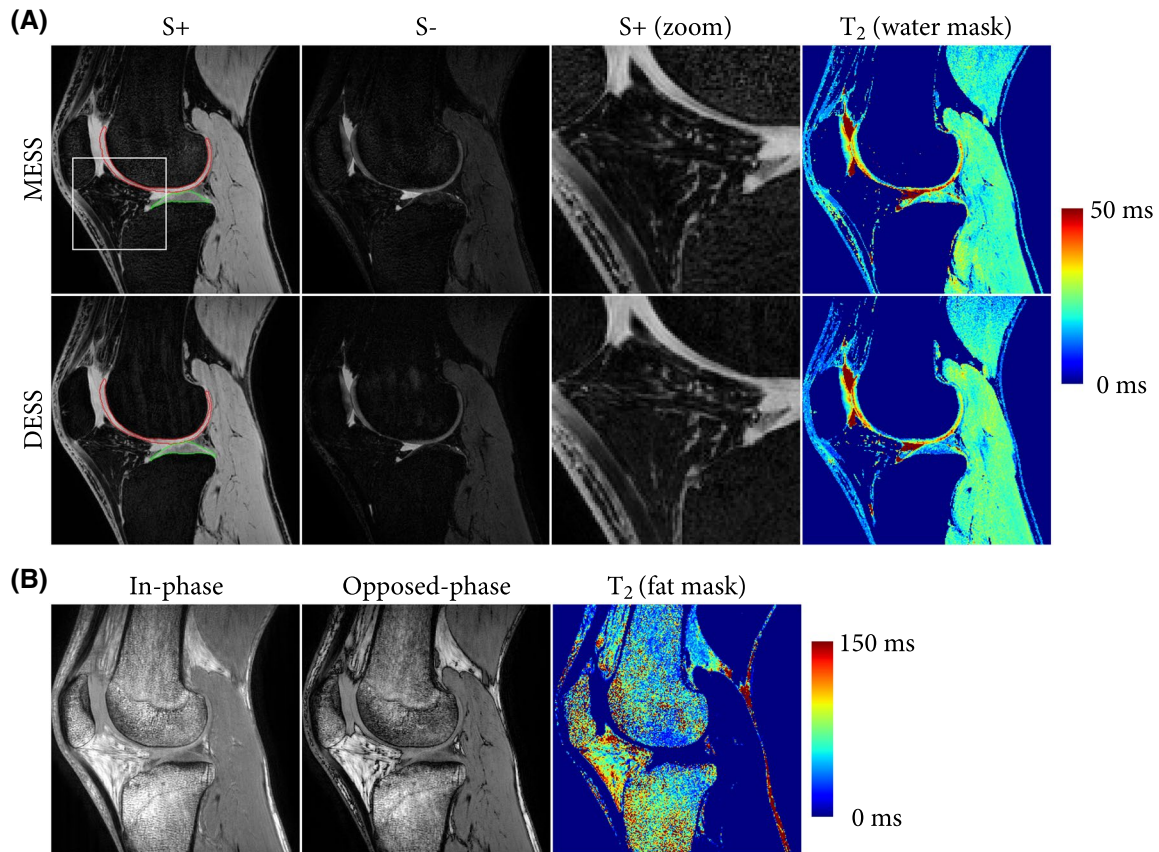 (A)
S+ S- S+ (zoom) T₂ (water mask)
MESS
50 ms
0 ms
DESS
(B)
In-phase Opposed-phase T₂ (fat mask)
150 ms
0 ms